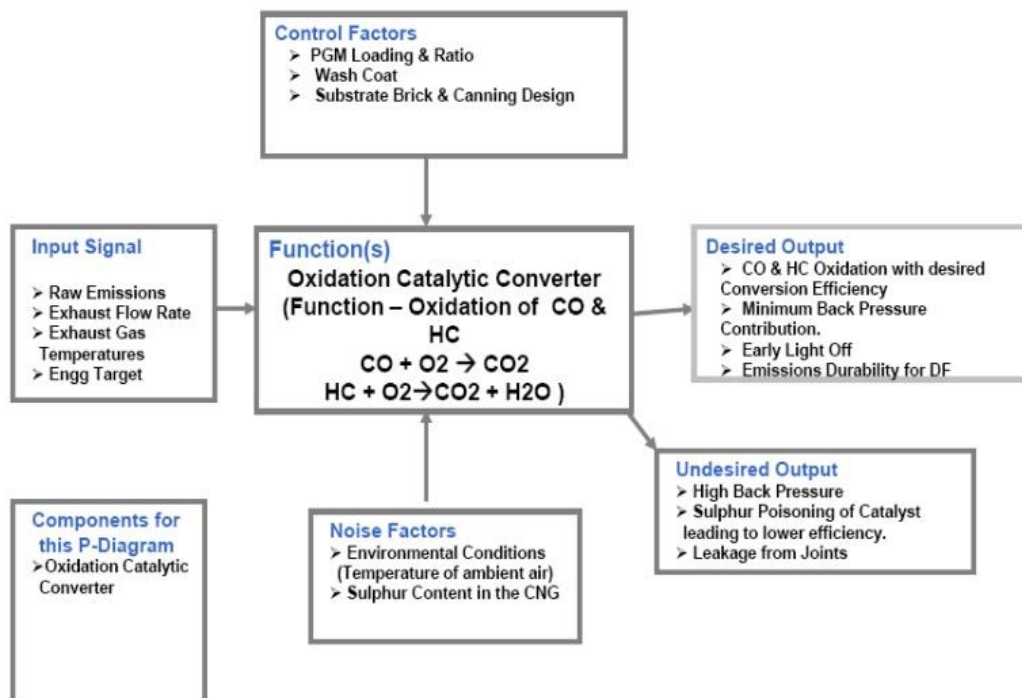 Control Factors
➢ PGM Loading & Ratio
➢ Wash Coat
➢ Substrate Brick & Canning Design
Input Signal
➢ Raw Emissions
➢ Exhaust Flow Rate
➢ Exhaust Gas
Temperatures
➢ Engg Target
Function(s)
Oxidation Catalytic Converter
(Function – Oxidation of CO &
HC
CO + O2 → CO2
HC + O2→CO2 + H2O )
Desired Output
➢ CO & HC Oxidation with desired
Conversion Efficiency
➢ Minimum Back Pressure
Contribution.
➢ Early Light Off
➢ Emissions Durability for DF
Undesired Output
➢ High Back Pressure
➢ Sulphur Poisoning of Catalyst
leading to lower efficiency.
➢ Leakage from Joints
Components for
this P-Diagram
➢Oxidation Catalytic
Converter
Noise Factors
➢ Environmental Conditions
(Temperature of ambient air)
➢ Sulphur Content in the CNG